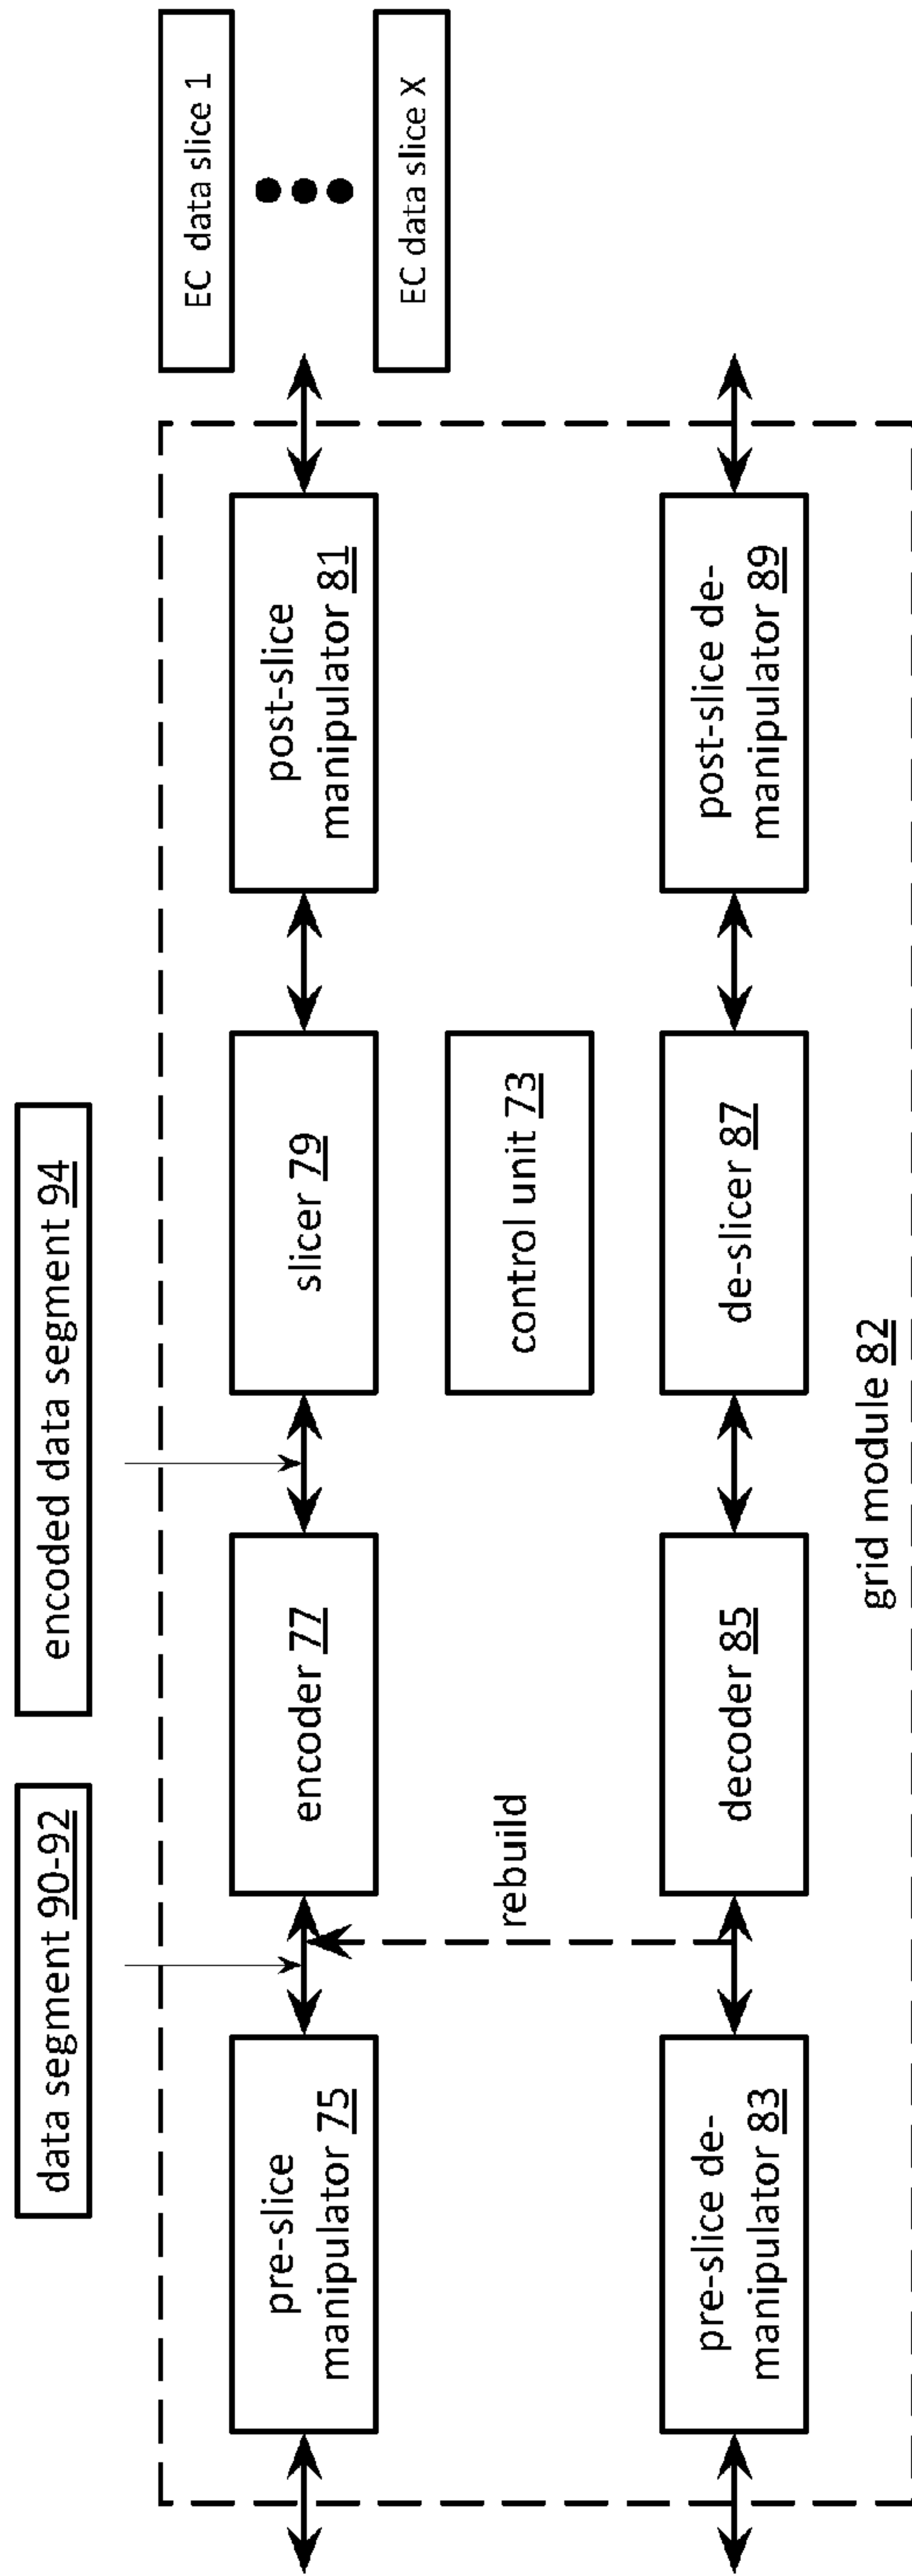 data segment 90-92
encoded data segment 94
EC data slice 1
EC data slice X
pre-slice
manipulator 75
encoder 77
slicer 79
post-slice
manipulator 81
rebuild
control unit 73
pre-slice de-
manipulator 83
decoder 85
de-slicer 87
post-slice de-
manipulator 89
grid module 82